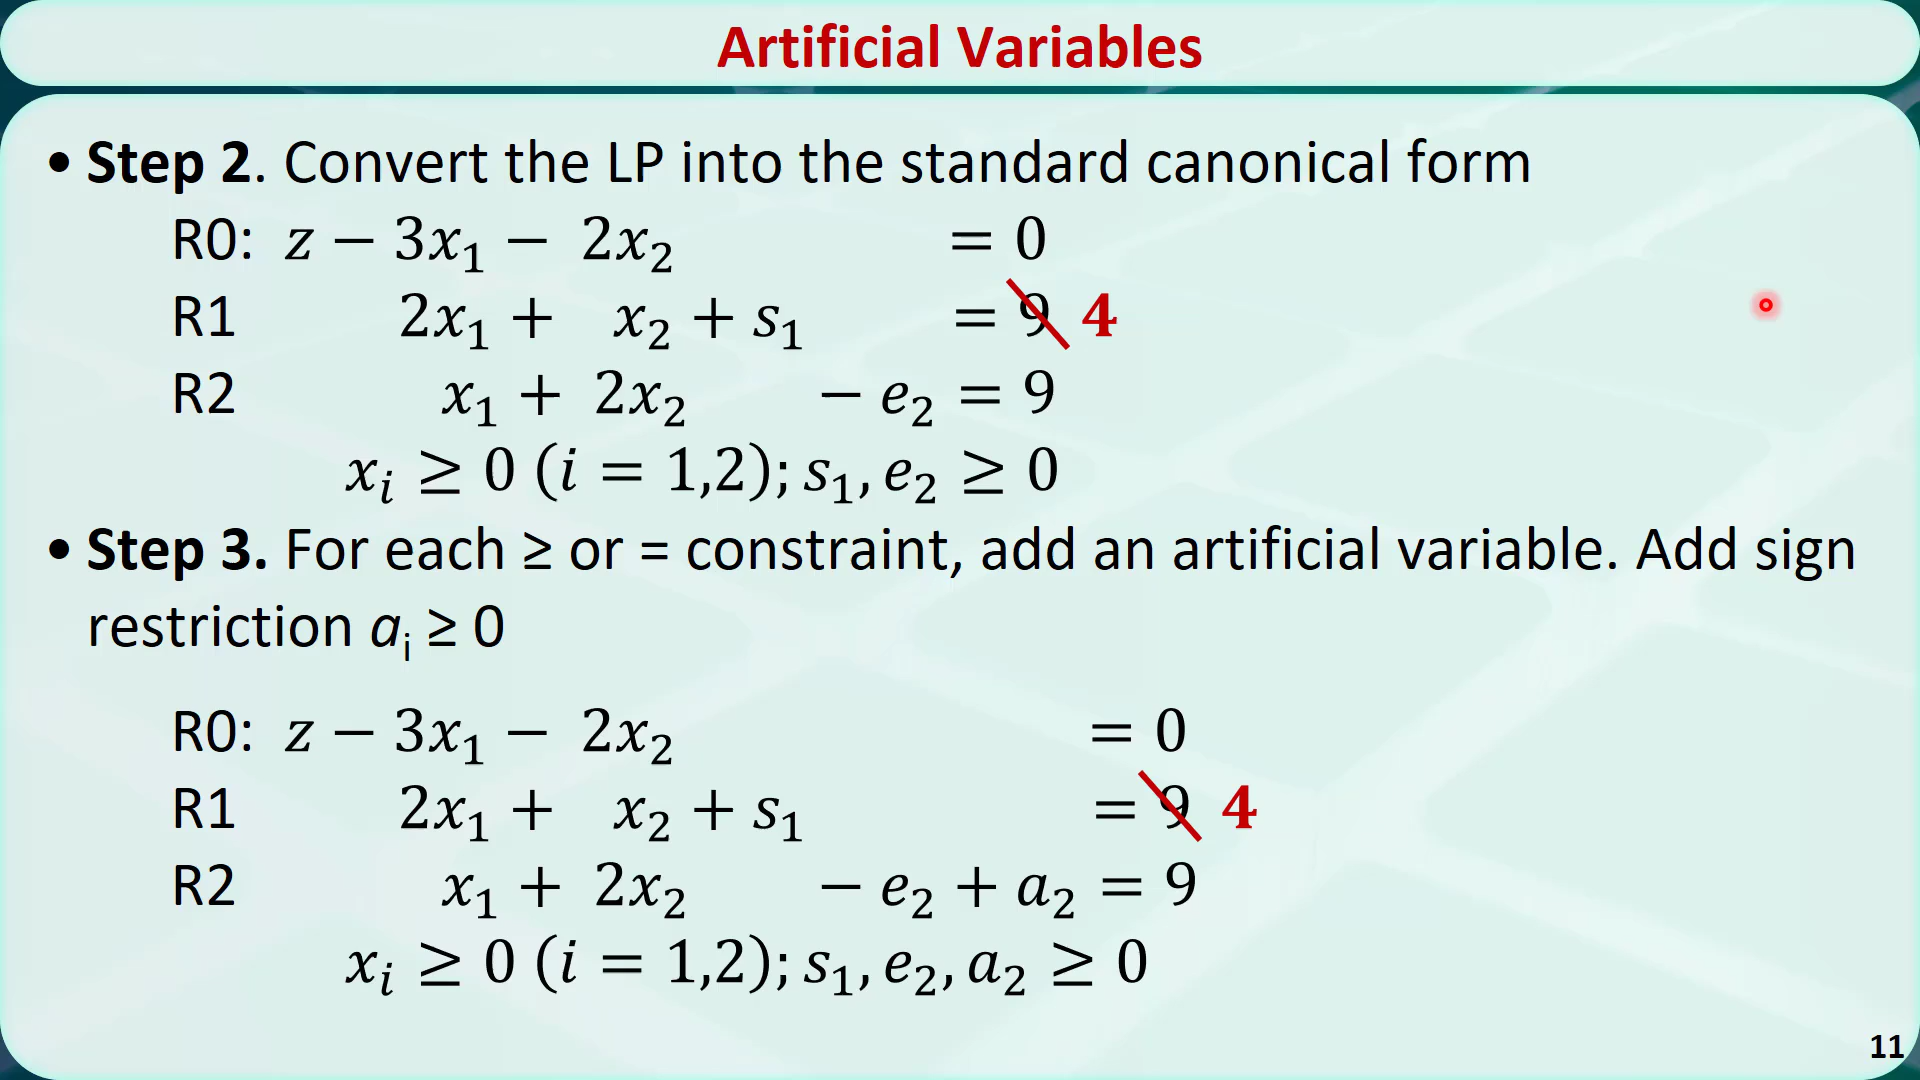 Artificial Variables
• Step 2. Convert the LP into the standard canonical form
R0: z − 3x₁ − 2x₂ = 0
R1 2x₁ + x₂ + s₁ = 9 4
R2 x₁ + 2x₂ − e₂ = 9
xᵢ ≥ 0 (i = 1,2); s₁, e₂ ≥ 0
• Step 3. For each ≥ or = constraint, add an artificial variable. Add sign
restriction aᵢ ≥ 0
R0: z − 3x₁ − 2x₂ = 0
R1 2x₁ + x₂ + s₁ = 9 4
R2 x₁ + 2x₂ − e₂ + a₂ = 9
xᵢ ≥ 0 (i = 1,2); s₁, e₂, a₂ ≥ 0
11